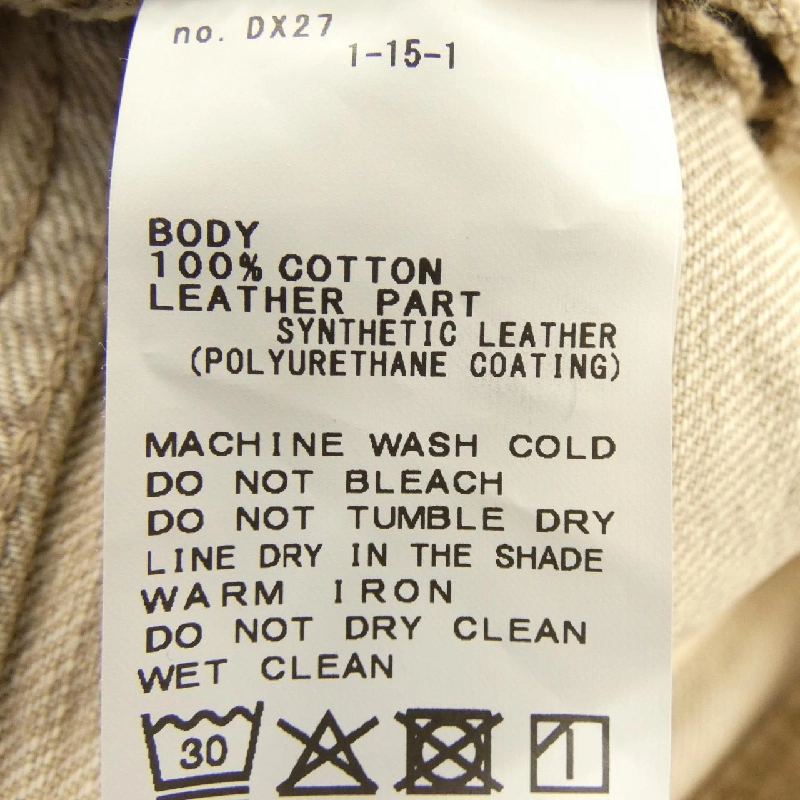 no. DX27
1-15-1
BODY
100% COTTON
LEATHER PART
SYNTHETIC LEATHER
(POLYURETHANE COATING)
MACHINE WASH COLD
DO NOT BLEACH
DO NOT TUMBLE DRY
LINE DRY IN THE SHADE
WARM IRON
DO NOT DRY CLEAN
WET CLEAN
30